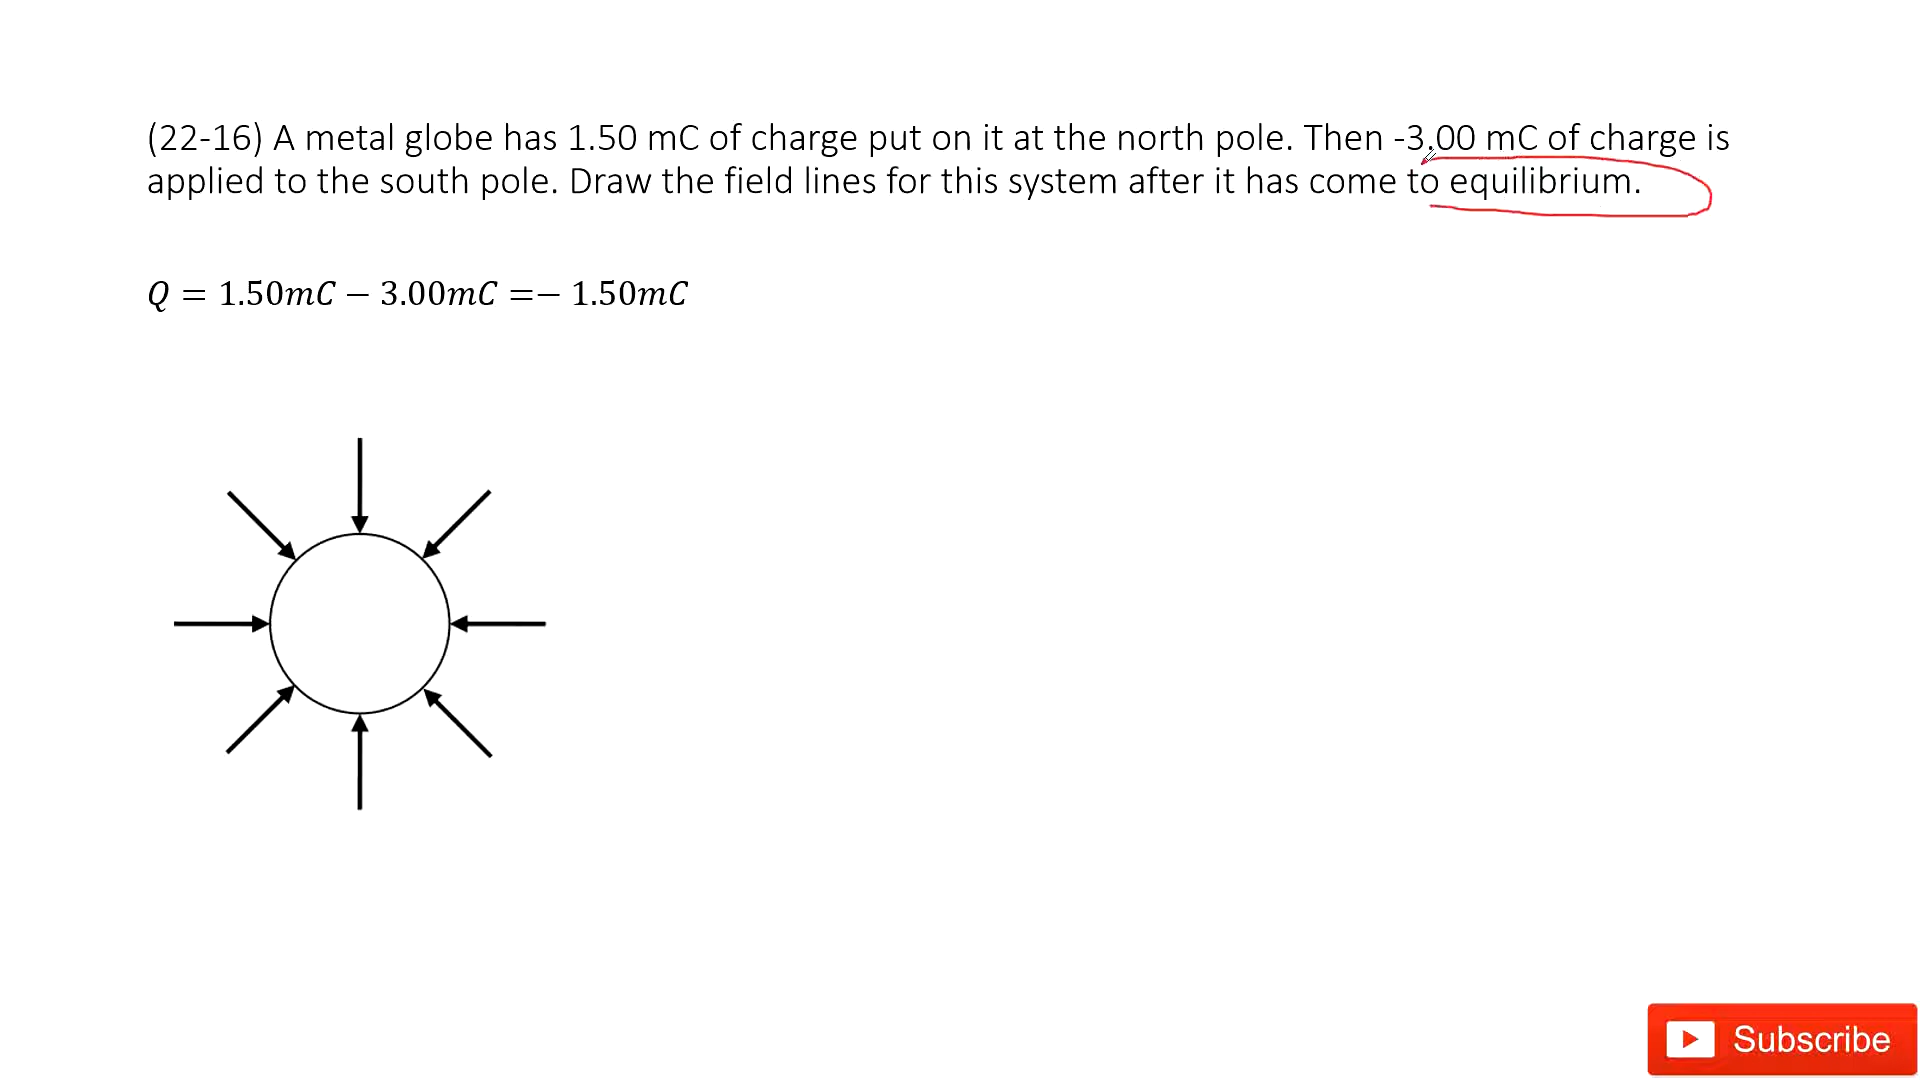 (22-16) A metal globe has 1.50 mC of charge put on it at the north pole. Then -3.00 mC of charge is
applied to the south pole. Draw the field lines for this system after it has come to equilibrium.
Q = 1.50mC − 3.00mC =− 1.50mC
Subscribe